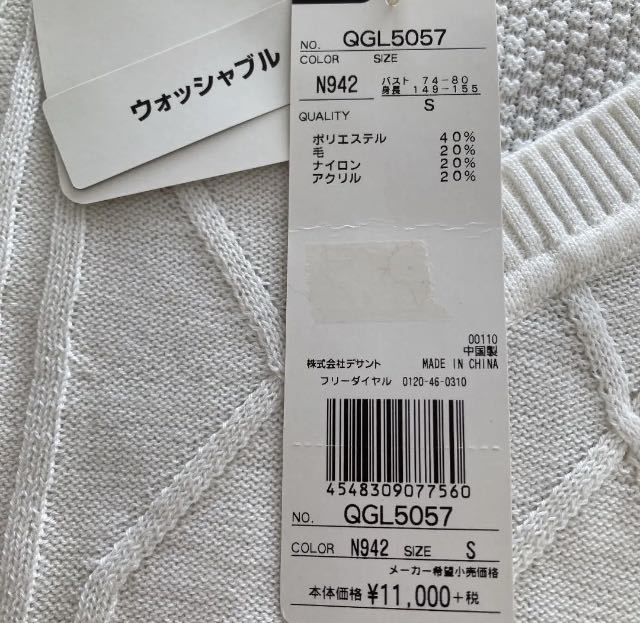 ウォッシャブル
NO. QGL5057
COLOR SIZE
N942 バスト 74-80
身長 149-155
S
QUALITY
ポリエステル 40%
毛 20%
ナイロン 20%
アクリル 20%
00110
中国製
株式会社デサント MADE IN CHINA
フリーダイヤル 0120-46-0310
4548309077560
NO. QGL5057
COLOR N942 SIZE S
メーカー希望小売価格
本体価格 ¥11,000+税